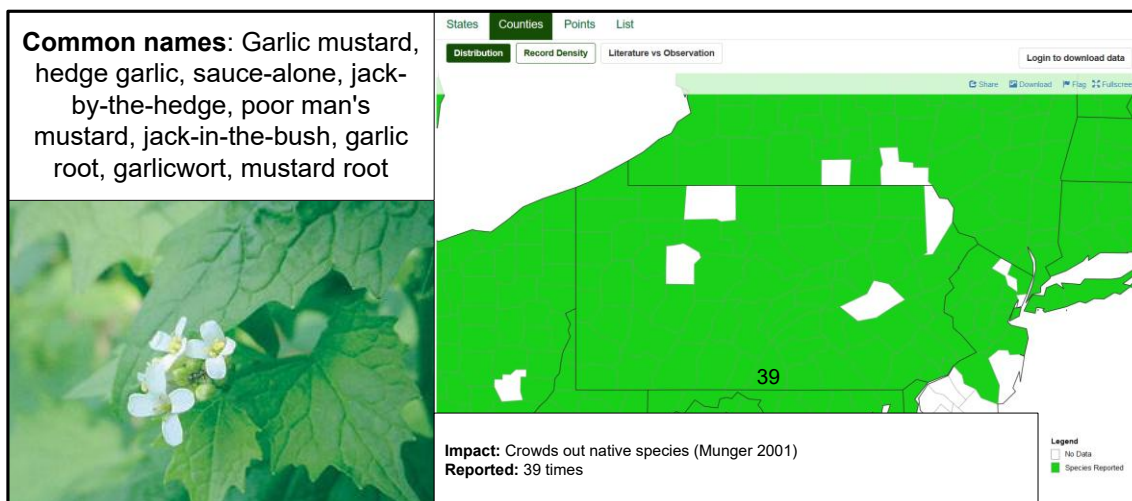 Common names: Garlic mustard,
hedge garlic, sauce-alone, jack-
by-the-hedge, poor man's
mustard, jack-in-the-bush, garlic
root, garlicwort, mustard root
States Counties Points List
Distribution Record Density Literature vs Observation
Login to download data
Share Download Flag Fullscree
39
Impact: Crowds out native species (Munger 2001)
Reported: 39 times
Legend
No Data
Species Reported